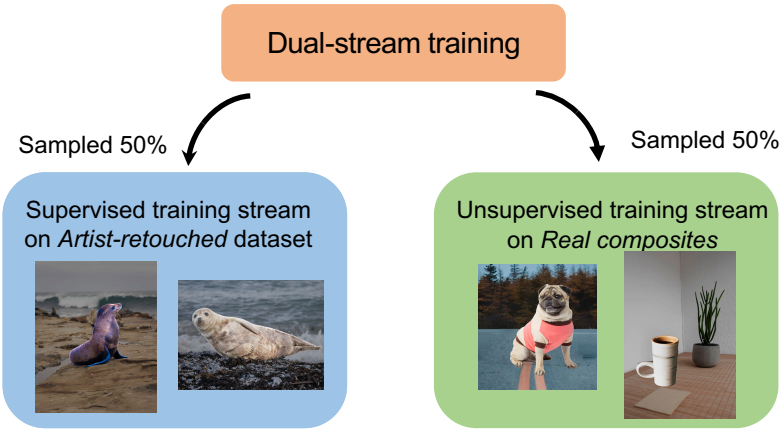 Dual-stream training
Sampled 50%
Sampled 50%
Supervised training stream
on Artist-retouched dataset
Unsupervised training stream
on Real composites